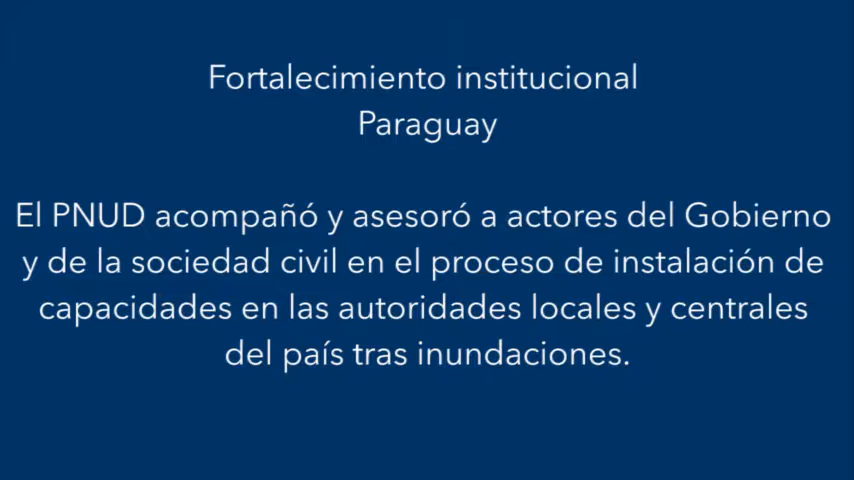 Fortalecimiento institucional
Paraguay
El PNUD acompañó y asesoró a actores del Gobierno
y de la sociedad civil en el proceso de instalación de
capacidades en las autoridades locales y centrales
del país tras inundaciones.